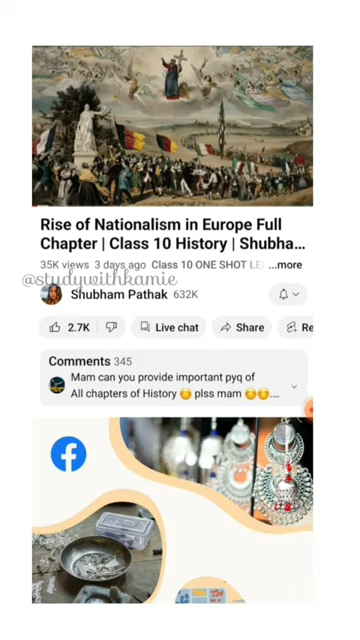 Rise of Nationalism in Europe Full
Chapter | Class 10 History | Shubha...
35K views 3 days ago Class 10 ONE SHOT LE ...more
@studywithkamie
Shubham Pathak 632K
2.7K Live chat Share Re
Comments 345
Mam can you provide important pyq of
All chapters of History 😊 plss mam 😊😊....